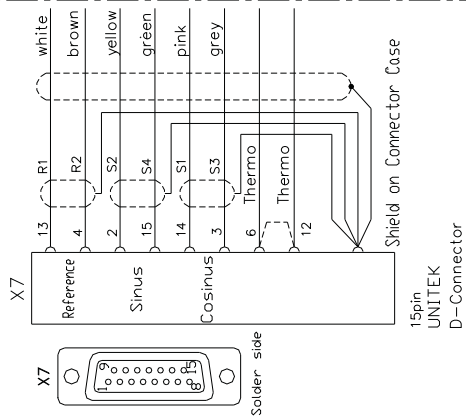 white
brown
yellow
green
pink
grey
R1
R2
S2
S4
S1
S3
Thermo
Thermo
13
4
2
15
14
3
6
12
Shield on Connector Case
X7
Reference
Sinus
Cosinus
15pin
UNITEK
D-Connector
X7
9
15
1
8
Solder side